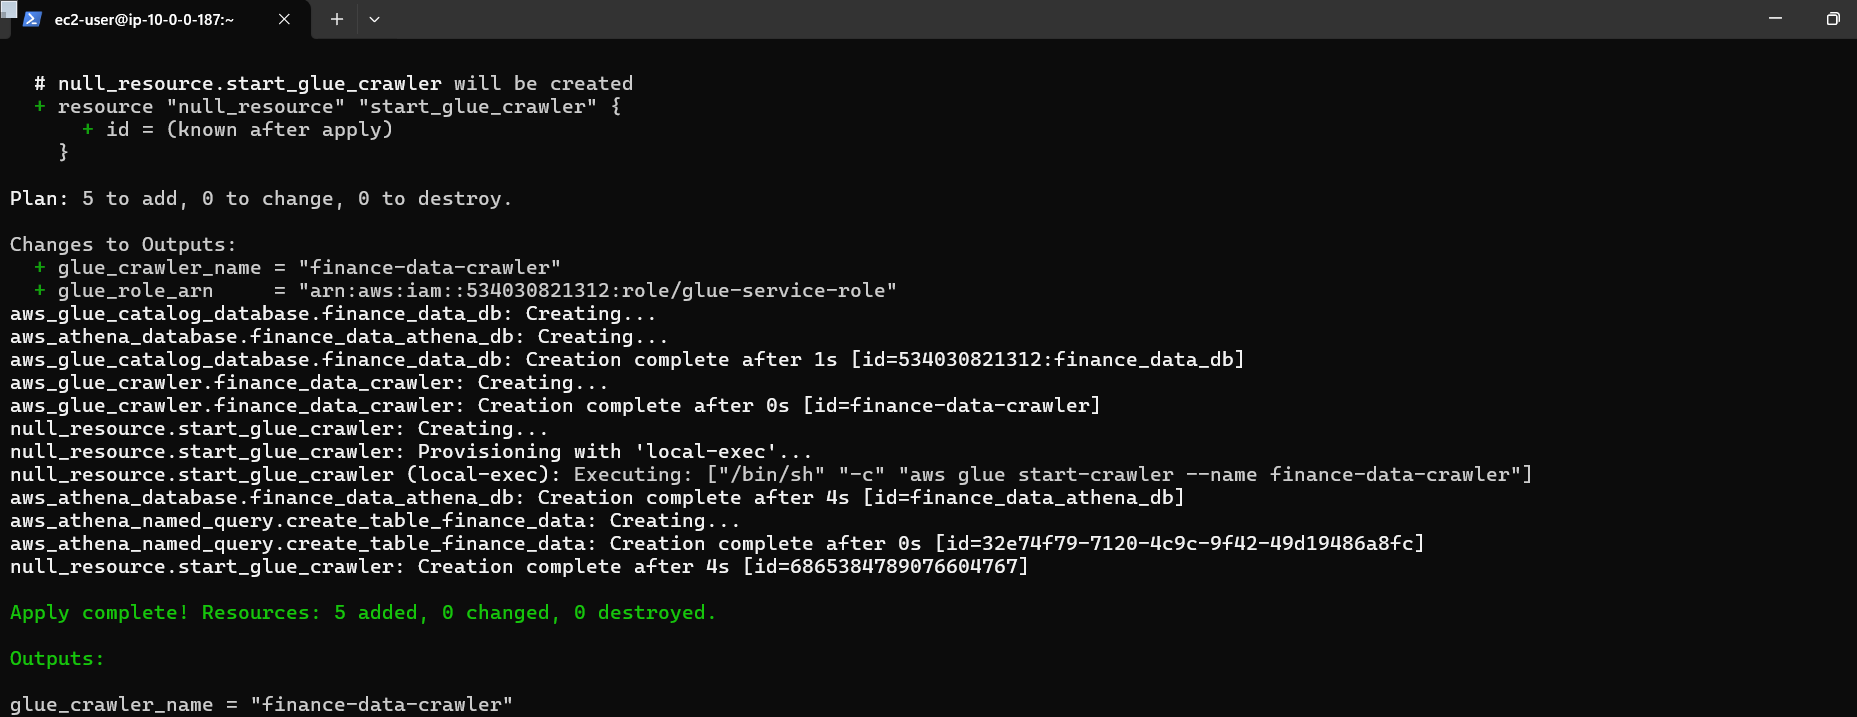 ec2-user@ip-10-0-0-187:~
# null_resource.start_glue_crawler will be created
+ resource "null_resource" "start_glue_crawler" {
+ id = (known after apply)
}
Plan: 5 to add, 0 to change, 0 to destroy.
Changes to Outputs:
+ glue_crawler_name = "finance-data-crawler"
+ glue_role_arn     = "arn:aws:iam::534030821312:role/glue-service-role"
aws_glue_catalog_database.finance_data_db: Creating...
aws_athena_database.finance_data_athena_db: Creating...
aws_glue_catalog_database.finance_data_db: Creation complete after 1s [id=534030821312:finance_data_db]
aws_glue_crawler.finance_data_crawler: Creating...
aws_glue_crawler.finance_data_crawler: Creation complete after 0s [id=finance-data-crawler]
null_resource.start_glue_crawler: Creating...
null_resource.start_glue_crawler: Provisioning with 'local-exec'...
null_resource.start_glue_crawler (local-exec): Executing: ["/bin/sh" "-c" "aws glue start-crawler --name finance-data-crawler"]
aws_athena_database.finance_data_athena_db: Creation complete after 4s [id=finance_data_athena_db]
aws_athena_named_query.create_table_finance_data: Creating...
aws_athena_named_query.create_table_finance_data: Creation complete after 0s [id=32e74f79-7120-4c9c-9f42-49d19486a8fc]
null_resource.start_glue_crawler: Creation complete after 4s [id=6865384789076604767]
Apply complete! Resources: 5 added, 0 changed, 0 destroyed.
Outputs:
glue_crawler_name = "finance-data-crawler"